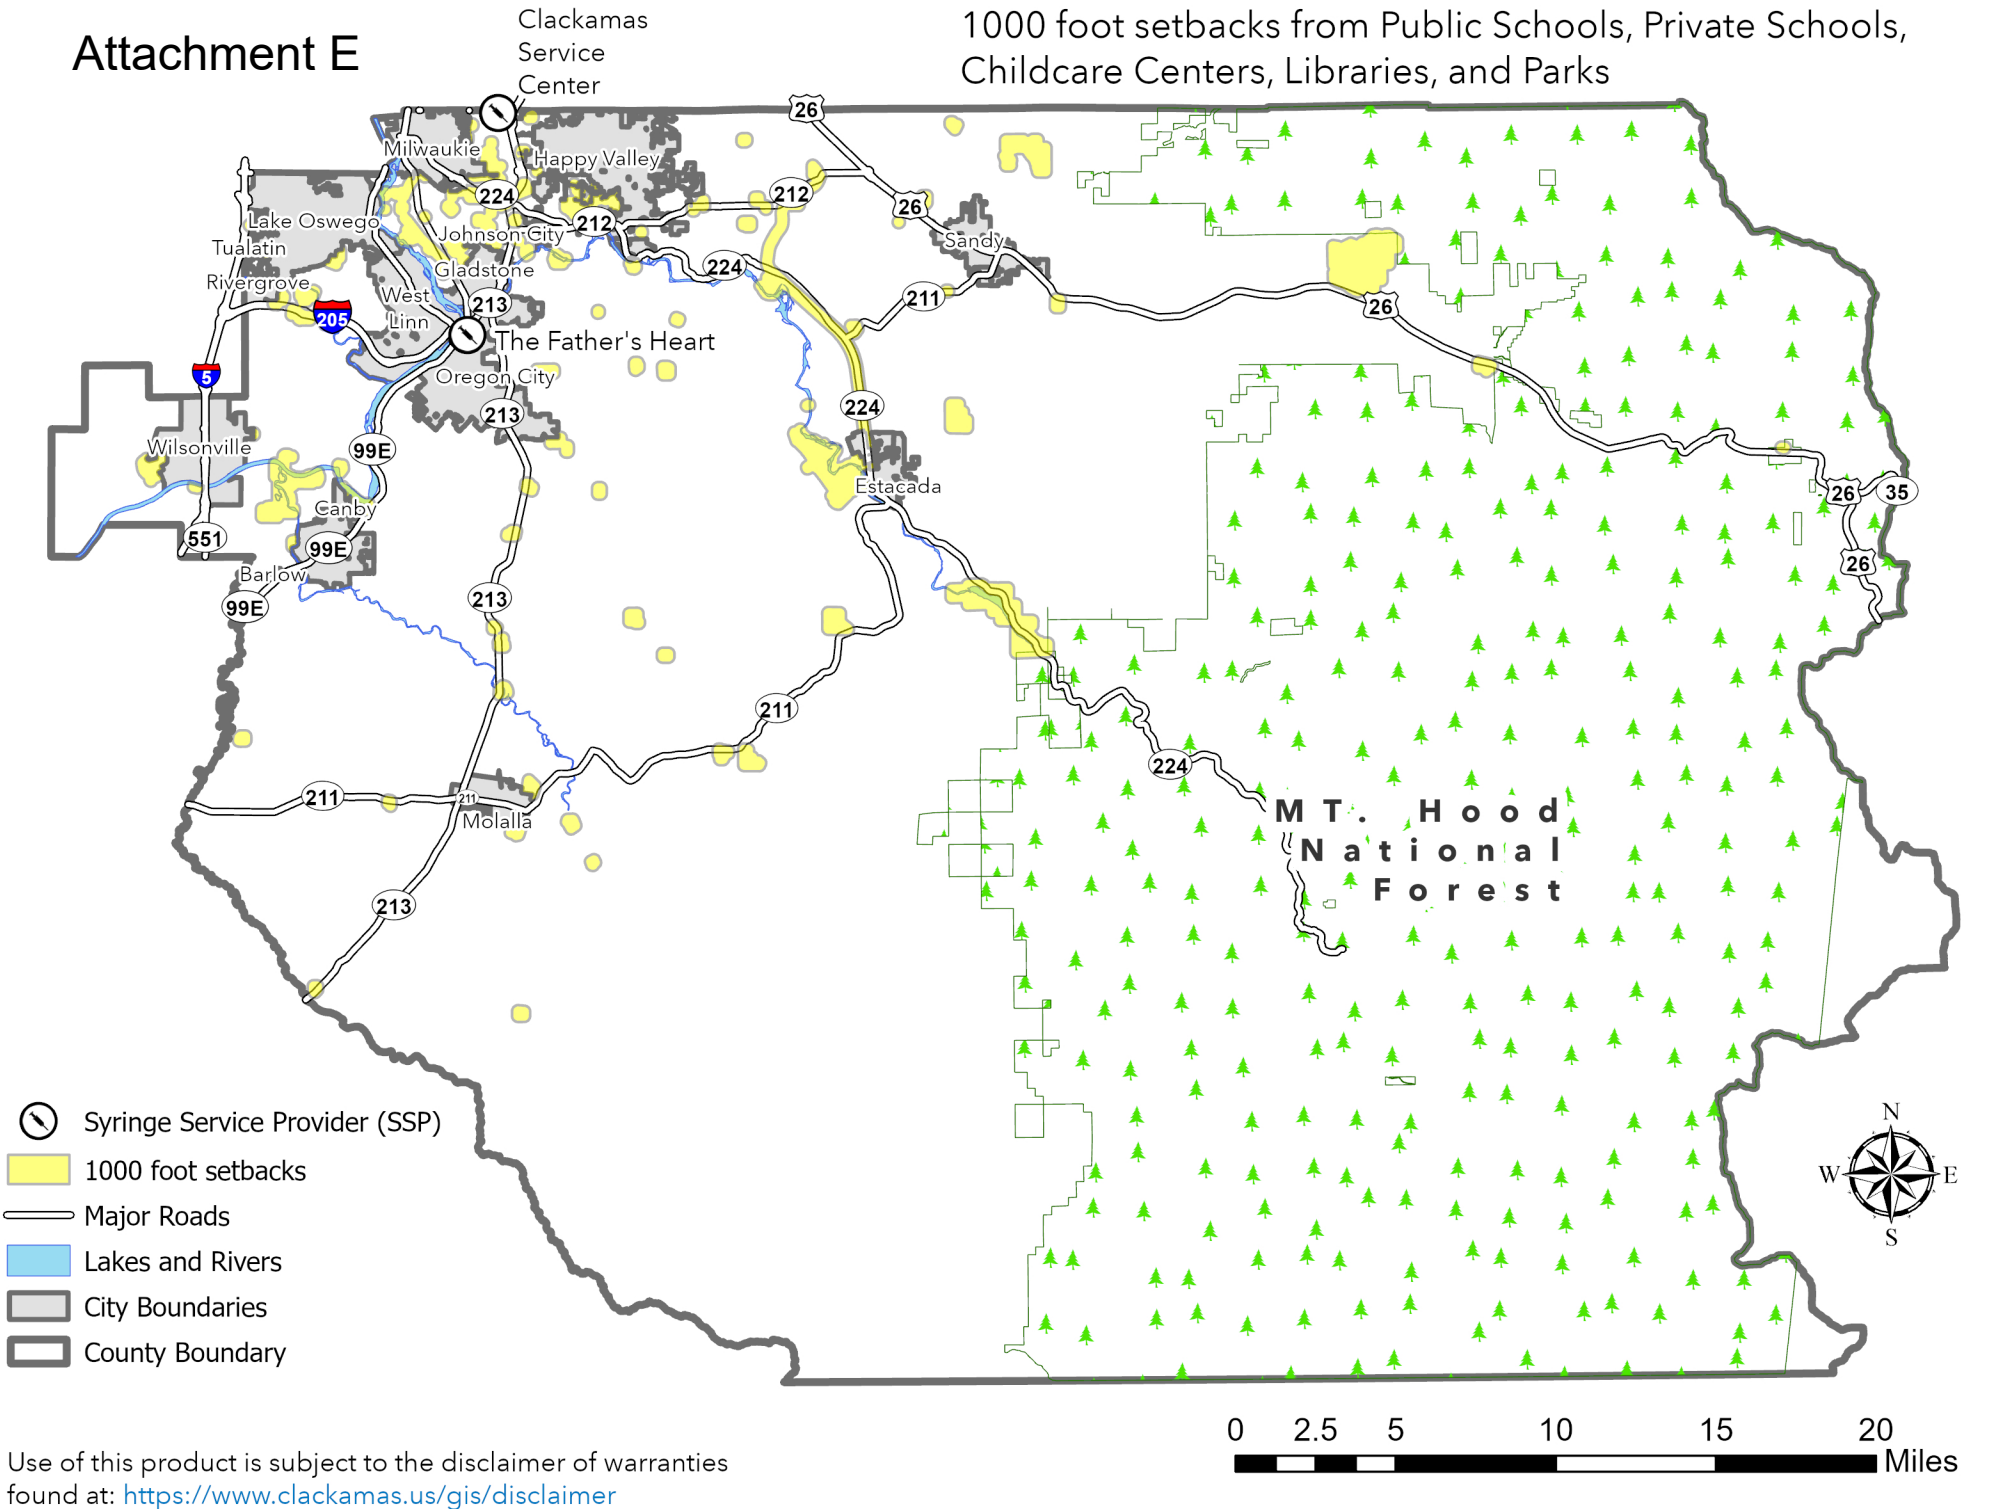 Attachment E
Clackamas
Service
Center
1000 foot setbacks from Public Schools, Private Schools,
Childcare Centers, Libraries, and Parks
26
Milwaukie
Happy Valley
224
212
212
26
Lake Oswego
Johnson City
Sandy
Tualatin
Gladstone
224
Rivergrove
West
Linn
213
211
26
205
The Father's Heart
5
Oregon City
224
213
Wilsonville
99E
Estacada
26
35
Canby
551
99E
26
Barlow
99E
213
211
224
211
211
Molalla
MT. Hood
National
Forest
213
Syringe Service Provider (SSP)
1000 foot setbacks
Major Roads
Lakes and Rivers
City Boundaries
County Boundary
N
W E
S
0 2.5 5 10 15 20
Miles
Use of this product is subject to the disclaimer of warranties
found at: https://www.clackamas.us/gis/disclaimer